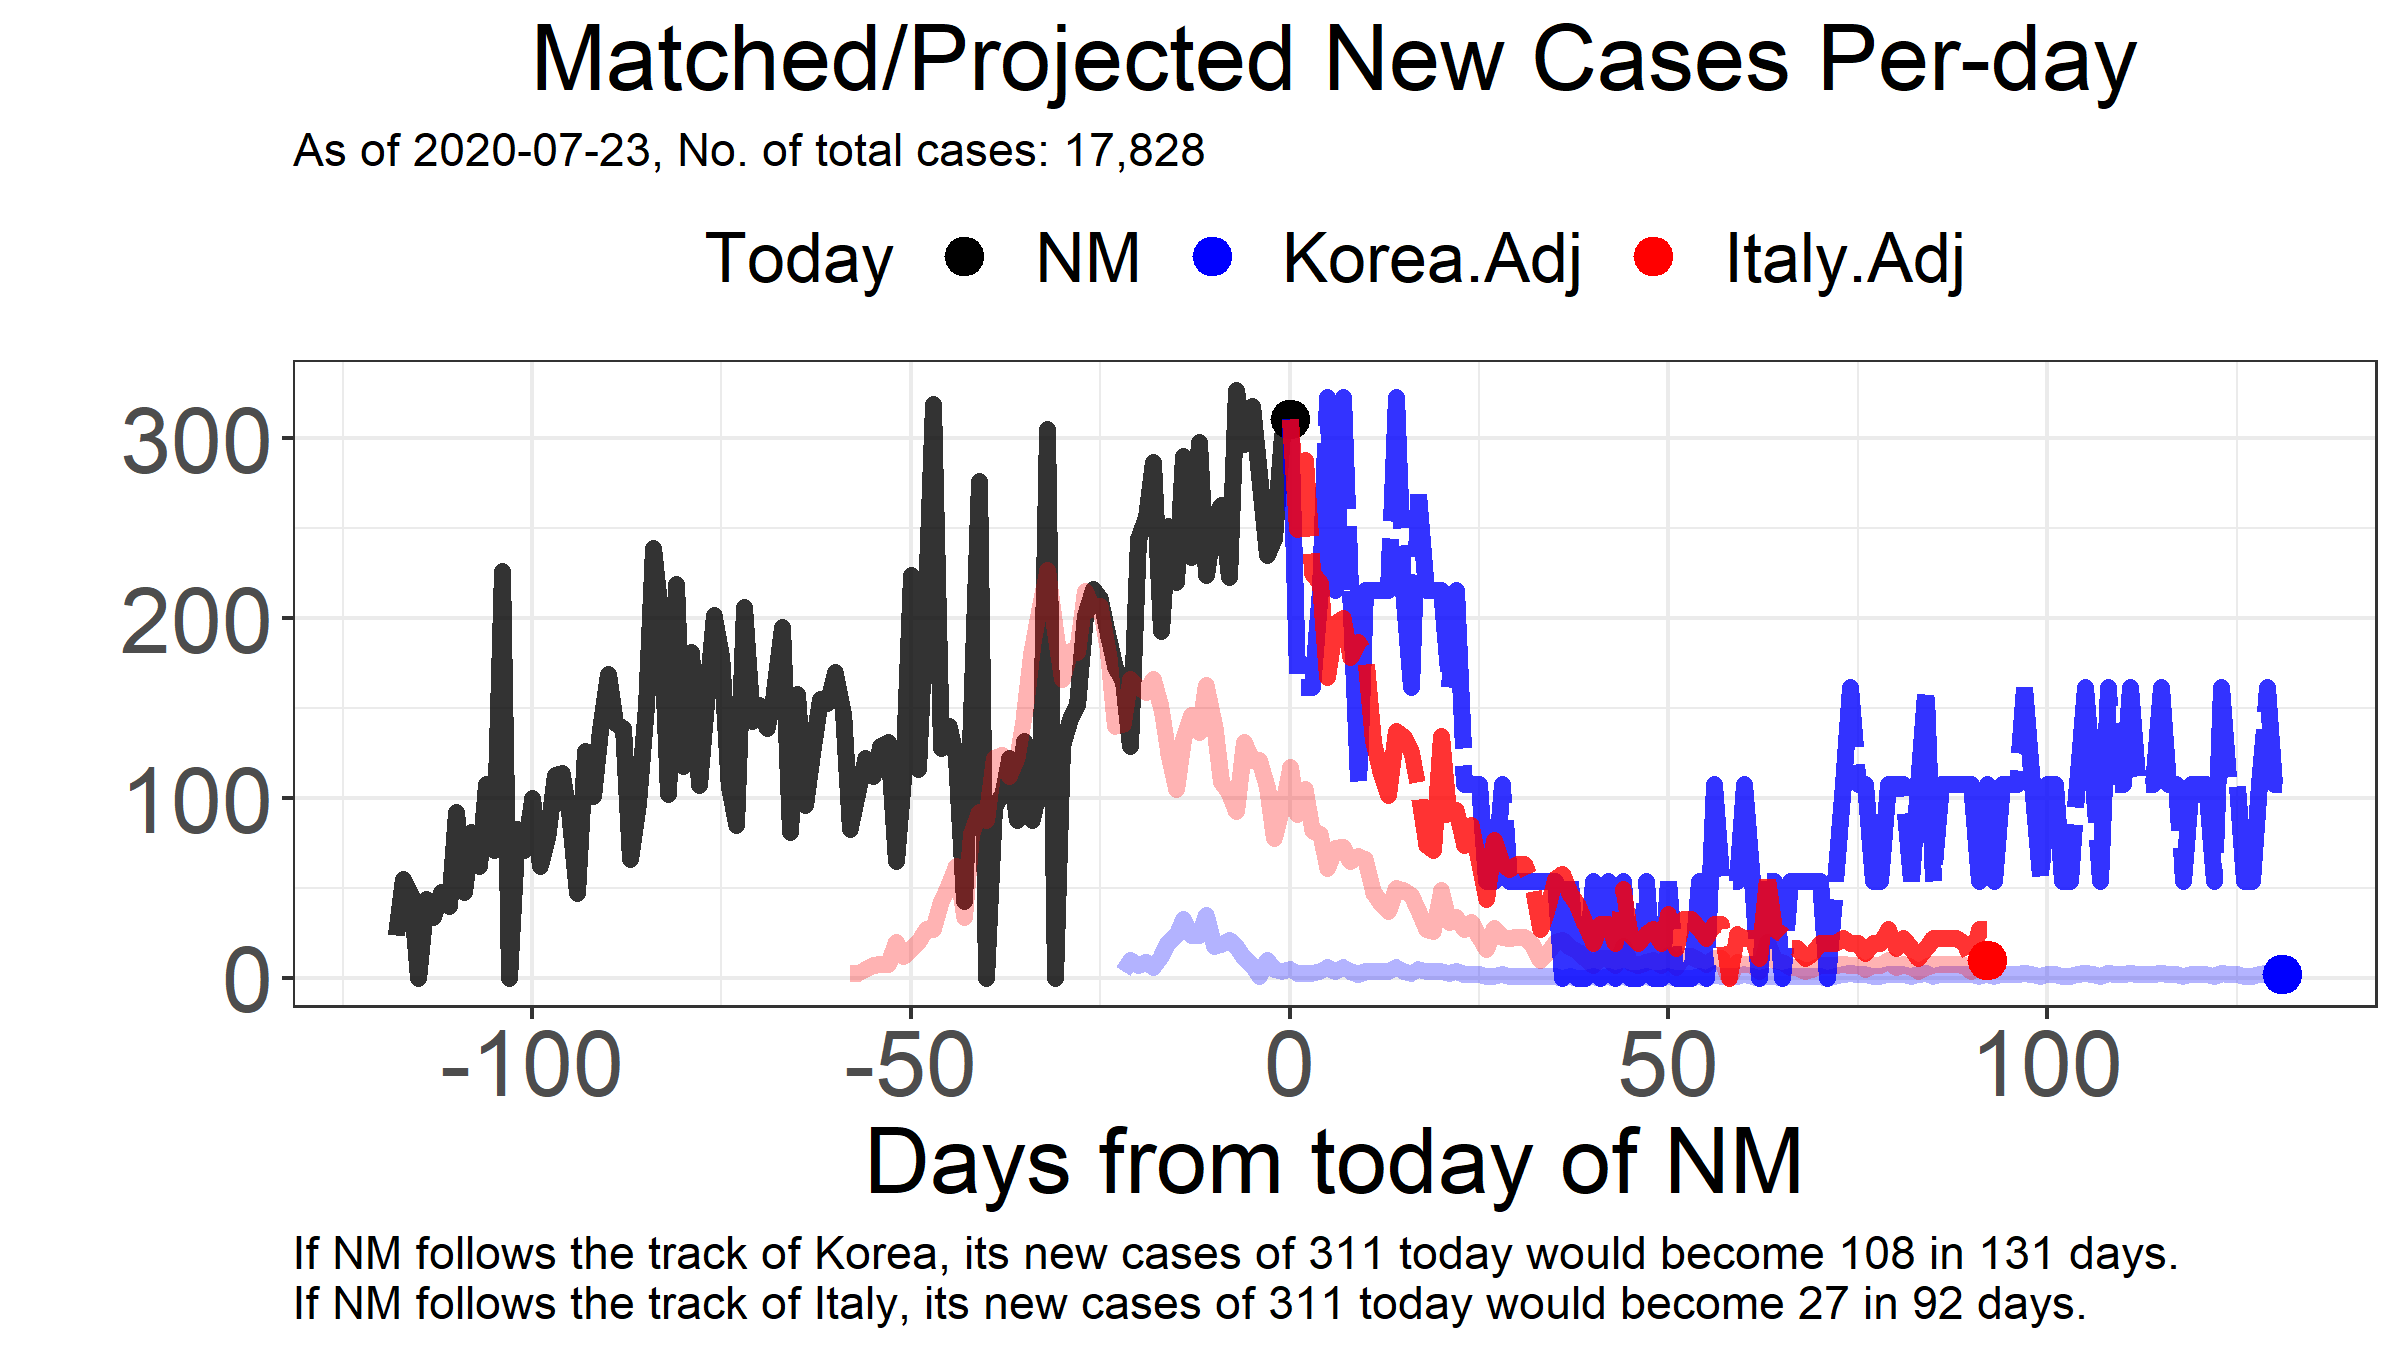 Matched/Projected New Cases Per-day
As of 2020-07-23, No. of total cases: 17,828
Today NM Korea.Adj Italy.Adj
300
200
100
0
-100 -50 0 50 100
Days from today of NM
If NM follows the track of Korea, its new cases of 311 today would become 108 in 131 days.
If NM follows the track of Italy, its new cases of 311 today would become 27 in 92 days.